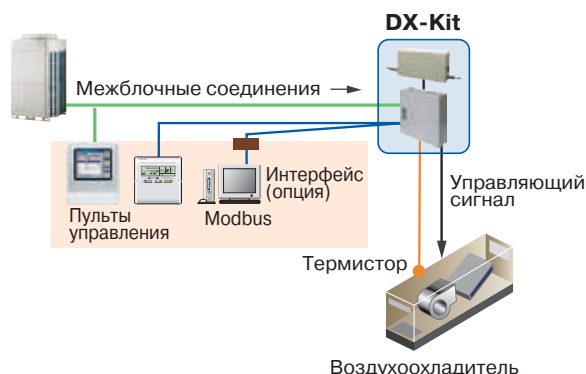 DX-Kit
Межблочные соединения
Интерфейс
(опция)
Modbus
Пульты
управления
Управляющий
сигнал
Термистор
Воздухоохладитель